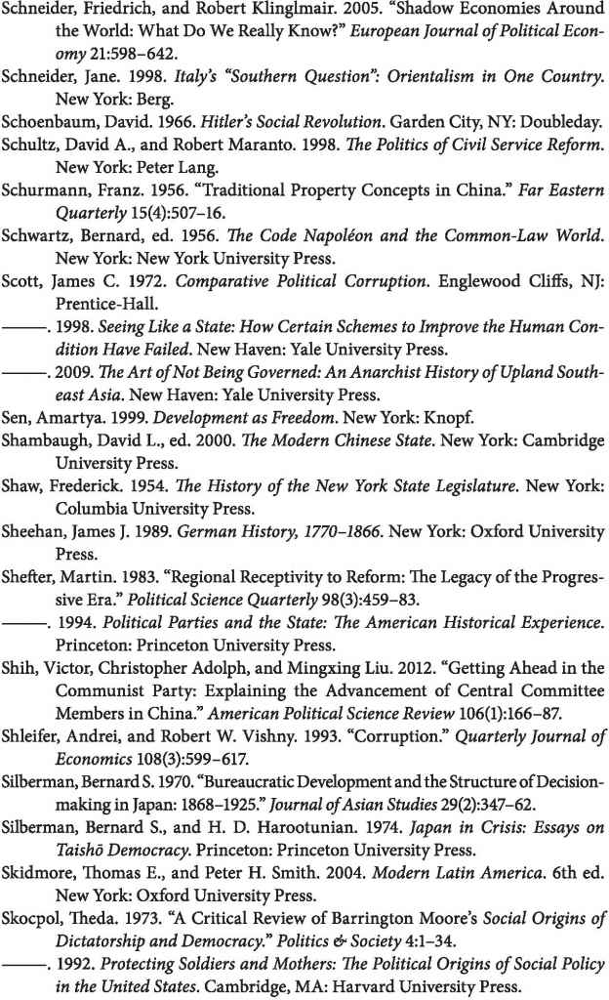 Schneider, Friedrich, and Robert Klinglmair. 2005. “Shadow Economies Around
the World: What Do We Really Know?” European Journal of Political Econ-
omy 21:598–642.
Schneider, Jane. 1998. Italy’s “Southern Question”: Orientalism in One Country.
New York: Berg.
Schoenbaum, David. 1966. Hitler’s Social Revolution. Garden City, NY: Doubleday.
Schultz, David A., and Robert Maranto. 1998. The Politics of Civil Service Reform.
New York: Peter Lang.
Schurmann, Franz. 1956. “Traditional Property Concepts in China.” Far Eastern
Quarterly 15(4):507–16.
Schwartz, Bernard, ed. 1956. The Code Napoléon and the Common-Law World.
New York: New York University Press.
Scott, James C. 1972. Comparative Political Corruption. Englewood Cliffs, NJ:
Prentice-Hall.
———. 1998. Seeing Like a State: How Certain Schemes to Improve the Human Con-
dition Have Failed. New Haven: Yale University Press.
———. 2009. The Art of Not Being Governed: An Anarchist History of Upland South-
east Asia. New Haven: Yale University Press.
Sen, Amartya. 1999. Development as Freedom. New York: Knopf.
Shambaugh, David L., ed. 2000. The Modern Chinese State. New York: Cambridge
University Press.
Shaw, Frederick. 1954. The History of the New York State Legislature. New York:
Columbia University Press.
Sheehan, James J. 1989. German History, 1770–1866. New York: Oxford University
Press.
Shefter, Martin. 1983. “Regional Receptivity to Reform: The Legacy of the Progres-
sive Era.” Political Science Quarterly 98(3):459–83.
———. 1994. Political Parties and the State: The American Historical Experience.
Princeton: Princeton University Press.
Shih, Victor, Christopher Adolph, and Mingxing Liu. 2012. “Getting Ahead in the
Communist Party: Explaining the Advancement of Central Committee
Members in China.” American Political Science Review 106(1):166–87.
Shleifer, Andrei, and Robert W. Vishny. 1993. “Corruption.” Quarterly Journal of
Economics 108(3):599–617.
Silberman, Bernard S. 1970. “Bureaucratic Development and the Structure of Decision-
making in Japan: 1868–1925.” Journal of Asian Studies 29(2):347–62.
Silberman, Bernard S., and H. D. Harootunian. 1974. Japan in Crisis: Essays on
Taishō Democracy. Princeton: Princeton University Press.
Skidmore, Thomas E., and Peter H. Smith. 2004. Modern Latin America. 6th ed.
New York: Oxford University Press.
Skocpol, Theda. 1973. “A Critical Review of Barrington Moore’s Social Origins of
Dictatorship and Democracy.” Politics & Society 4:1–34.
———. 1992. Protecting Soldiers and Mothers: The Political Origins of Social Policy
in the United States. Cambridge, MA: Harvard University Press.